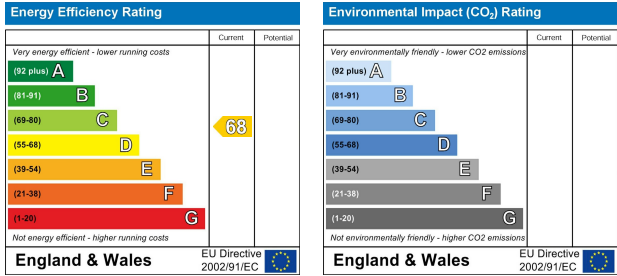 Energy Efficiency Rating
Current Potential
Very energy efficient - lower running costs
(92 plus) A
(81-91) B
(69-80) C
68
(55-68) D
(39-54) E
(21-38) F
(1-20) G
Not energy efficient - higher running costs
England & Wales
EU Directive
2002/91/EC
Environmental Impact (CO₂) Rating
Current Potential
Very environmentally friendly - lower CO2 emissions
(92 plus) A
(81-91) B
(69-80) C
(55-68) D
(39-54) E
(21-38) F
(1-20) G
Not environmentally friendly - higher CO2 emissions
England & Wales
EU Directive
2002/91/EC